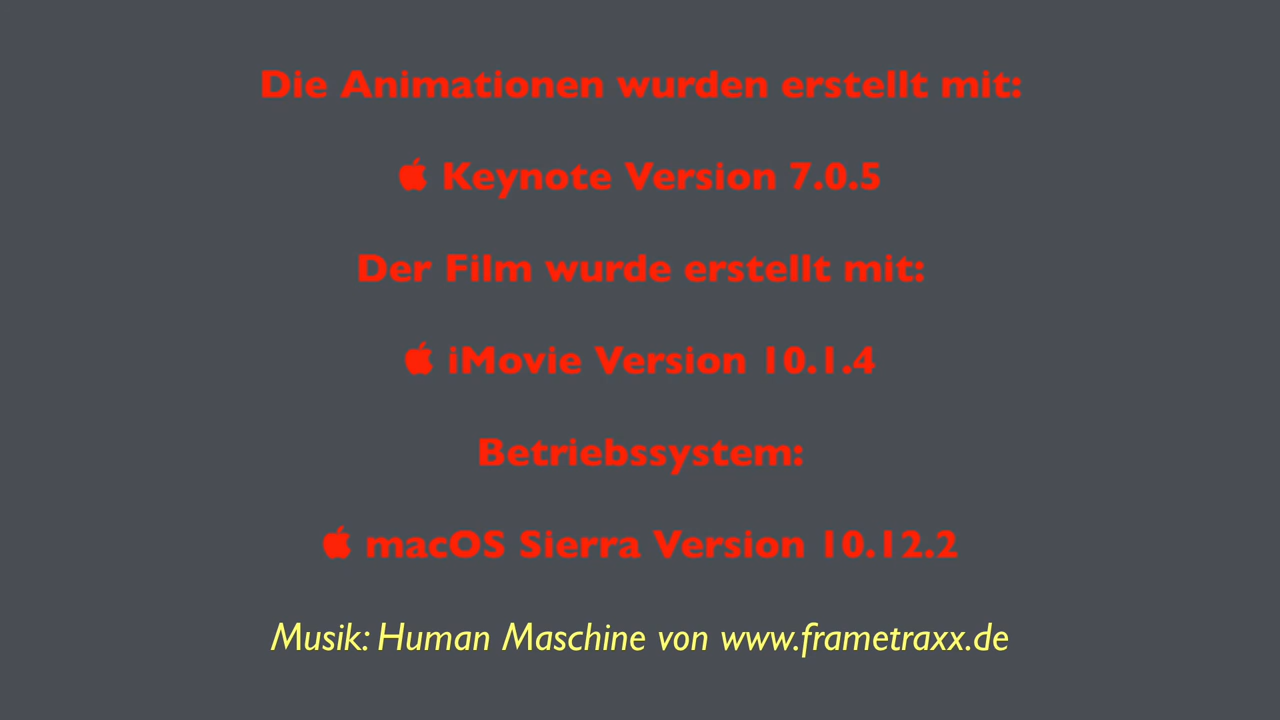 Die Animationen wurden erstellt mit:
 Keynote Version 7.0.5
Der Film wurde erstellt mit:
 iMovie Version 10.1.4
Betriebssystem:
 macOS Sierra Version 10.12.2
Musik: Human Maschine von www.frametraxx.de